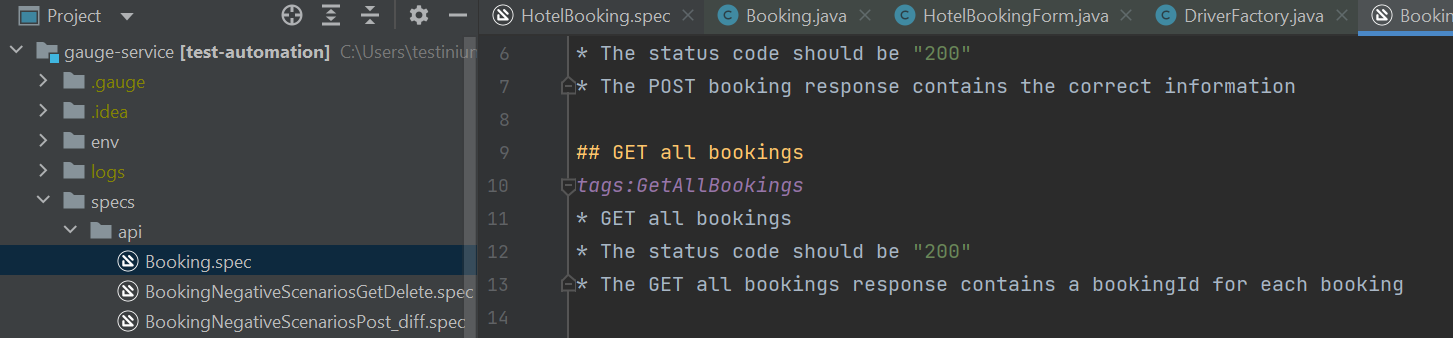 Project
gauge-service [test-automation] C:\Users\testiniu
.gauge
.idea
env
logs
specs
api
Booking.spec
BookingNegativeScenariosGetDelete.spec
BookingNegativeScenariosPost_diff.spec
HotelBooking.spec Booking.java HotelBookingForm.java DriverFactory.java Bookin
6 * The status code should be "200"
7 * The POST booking response contains the correct information
8
9 ## GET all bookings
10 tags:GetAllBookings
11 * GET all bookings
12 * The status code should be "200"
13 * The GET all bookings response contains a bookingId for each booking
14